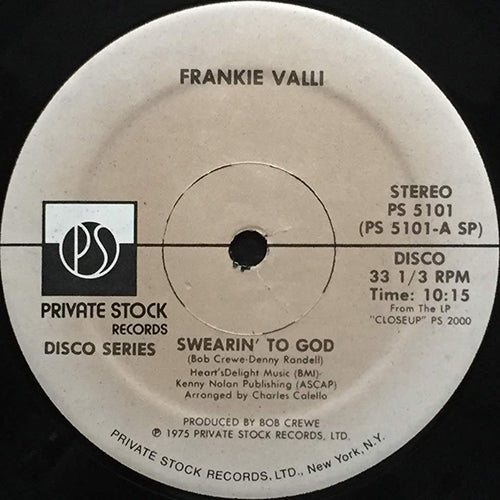 FRANKIE VALLI
STEREO
PS 5101
(PS 5101-A SP)
PS
DISCO
33 1/3 RPM
Time: 10:15
From The LP
"CLOSEUP" PS 2000
PRIVATE STOCK
RECORDS
DISCO SERIES
SWEARIN' TO GOD
(Bob Crewe-Denny Randell)
Heart'sDelight Music (BMI)-
Kenny Nolan Publishing (ASCAP)
Arranged by Charles Calello
PRODUCED BY BOB CREWE
℗ 1975 PRIVATE STOCK RECORDS, LTD.
PRIVATE STOCK RECORDS, LTD., New York, N.Y.